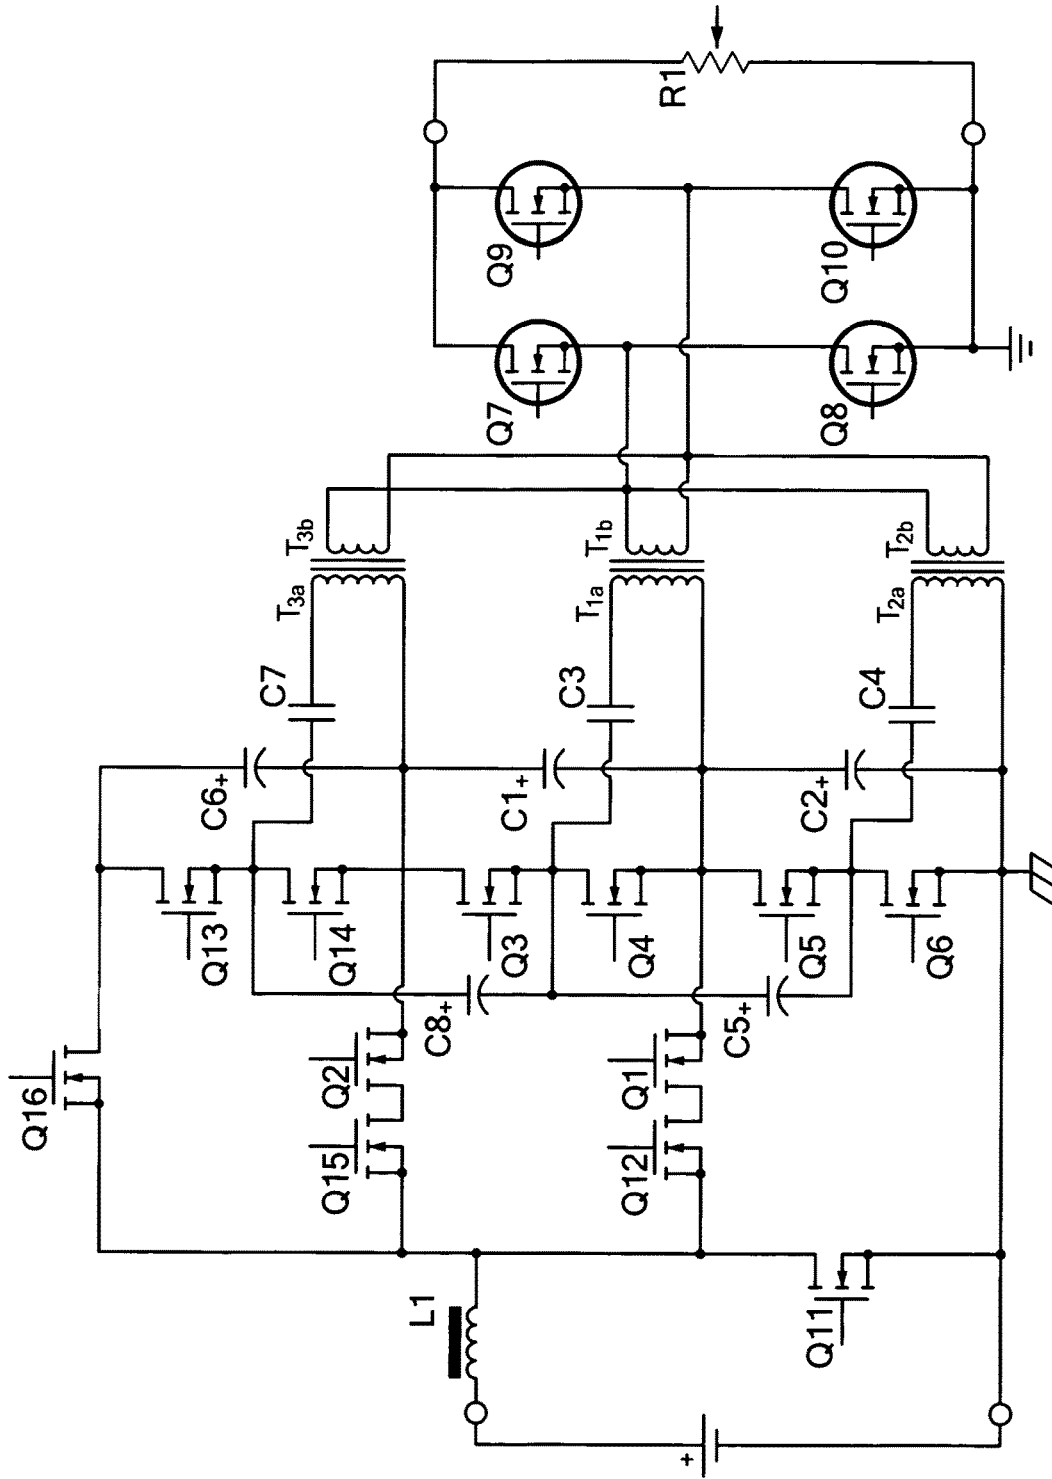 R1
Q9
Q10
Q7
Q8
T3b
T1b
T2b
T3a
T1a
T2a
C7
C3
C4
C6+
C1+
C2+
Q13
Q14
Q3
Q4
Q5
Q6
C8+
C5+
Q16
Q2
Q1
Q15
Q12
L1
Q11
+